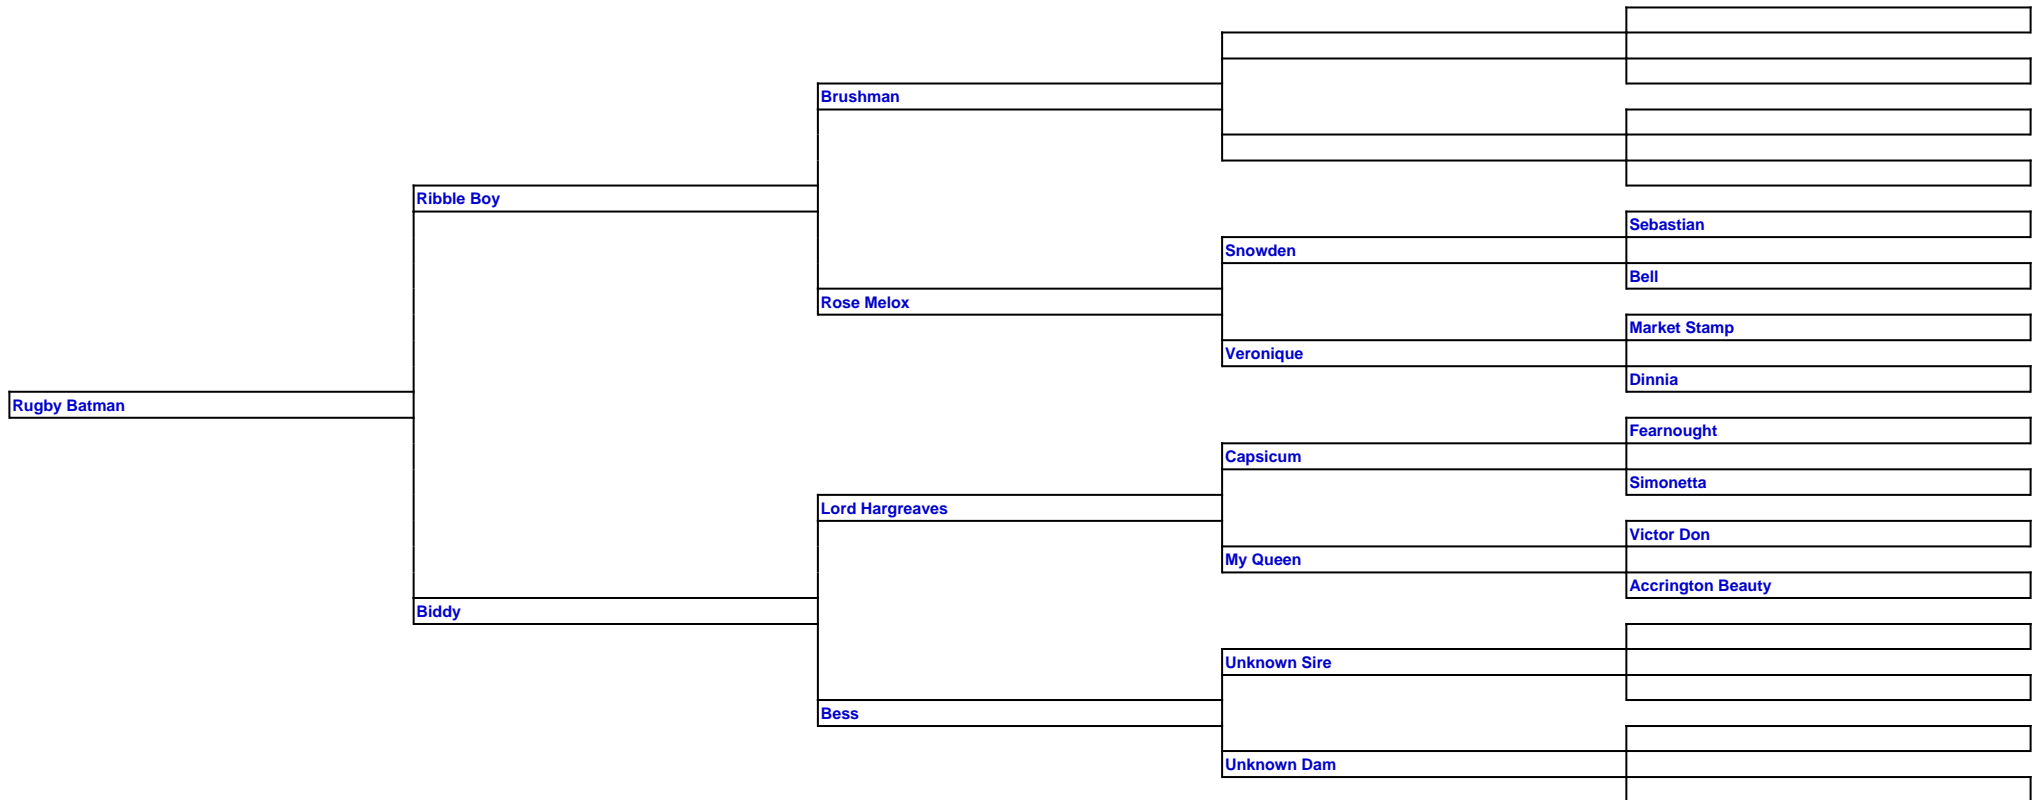 Brushman
Ribble Boy
Sebastian
Snowden
Bell
Rose Melox
Market Stamp
Veronique
Dinnia
Rugby Batman
Fearnought
Capsicum
Simonetta
Lord Hargreaves
Victor Don
My Queen
Accrington Beauty
Biddy
Unknown Sire
Bess
Unknown Dam